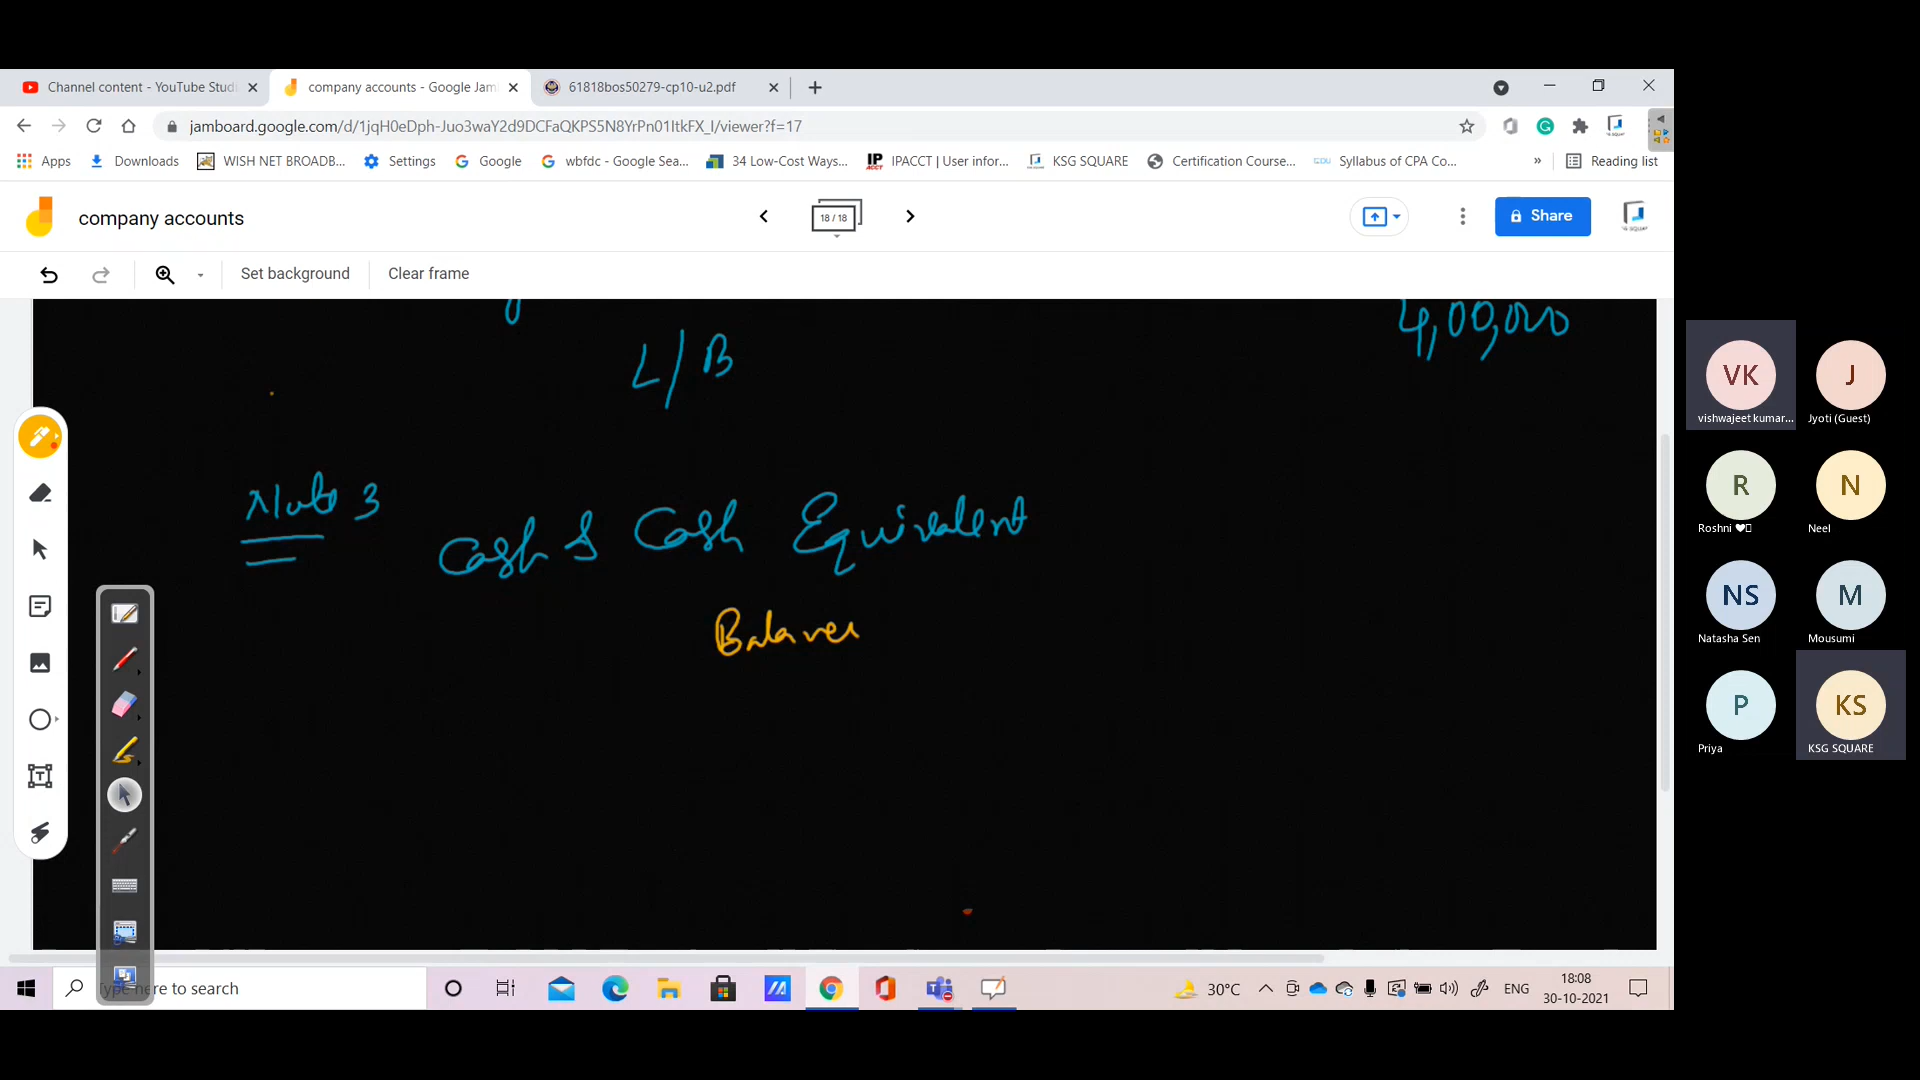 Channel content - YouTube Studi
company accounts - Google Jam
61818bos50279-cp10-u2.pdf
jamboard.google.com/d/1jqH0eDph-Juo3waY2d9DCFaQKPS5N8YrPn01ItkFX_I/viewer?f=17
Apps
Downloads
WISH NET BROADB...
Settings
Google
wbfdc - Google Sea...
34 Low-Cost Ways...
IPACCT | User infor...
KSG SQUARE
Certification Course...
Syllabus of CPA Co...
»
Reading list
company accounts
18 / 18
Share
Set background
Clear frame
4,00,000
L/B
Note 3
Cash & Cash Equivalent
Balance
VK
vishwajeet kumar...
J
Jyoti (Guest)
R
Roshni
N
Neel
NS
Natasha Sen
M
Mousumi
P
Priya
KS
KSG SQUARE
Type here to search
30°C
ENG
18:08
30-10-2021